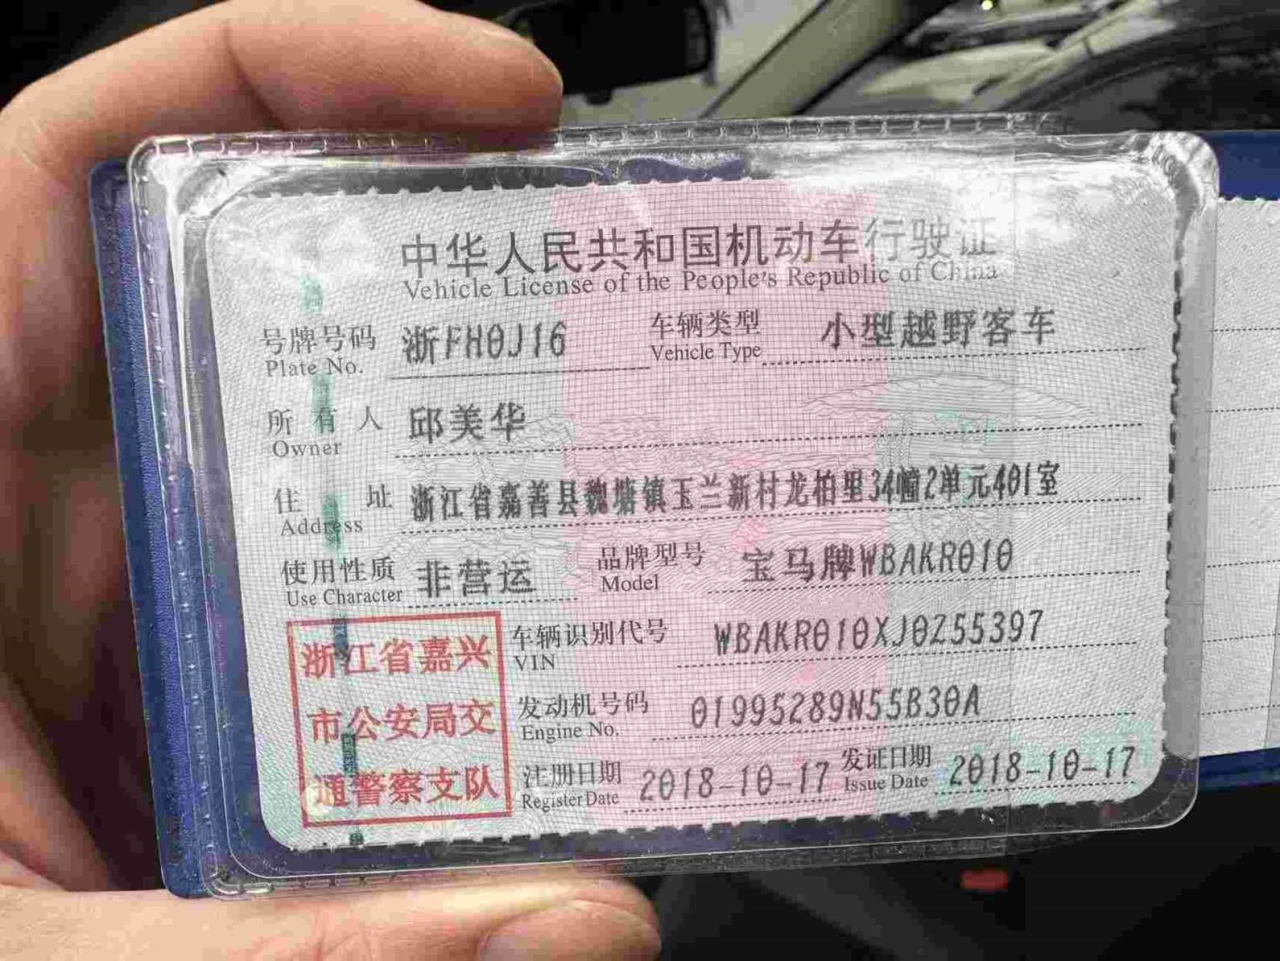 中华人民共和国机动车行驶证
Vehicle License of the People's Republic of China
号牌号码 浙FH0J16 车辆类型 小型越野客车
Plate No. Vehicle Type
所有人 邱美华
Owner
住址 浙江省嘉善县魏塘镇玉兰新村龙柏里34幢2单元401室
Address
使用性质 非营运 品牌型号 宝马牌WBAKR010
Use Character Model
浙江省嘉兴
市公安局交
通警察支队
车辆识别代号 WBAKR010XJ0Z55397
VIN
发动机号码 01995289N55B30A
Engine No.
注册日期 2018-10-17 发证日期 2018-10-17
Register Date Issue Date